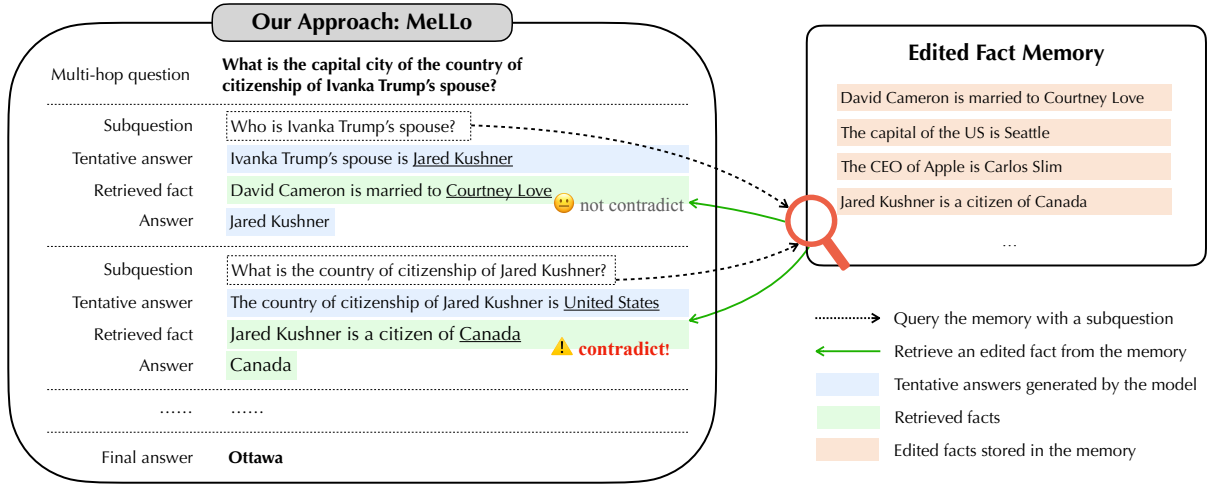 Our Approach: MeLLo
Multi-hop question
What is the capital city of the country of
citizenship of Ivanka Trump's spouse?
Subquestion
Who is Ivanka Trump's spouse?
Tentative answer
Ivanka Trump's spouse is Jared Kushner
Retrieved fact
David Cameron is married to Courtney Love
not contradict
Answer
Jared Kushner
Subquestion
What is the country of citizenship of Jared Kushner?
Tentative answer
The country of citizenship of Jared Kushner is United States
Retrieved fact
Jared Kushner is a citizen of Canada
contradict!
Answer
Canada
......
......
Final answer
Ottawa
Edited Fact Memory
David Cameron is married to Courtney Love
The capital of the US is Seattle
The CEO of Apple is Carlos Slim
Jared Kushner is a citizen of Canada
...
Query the memory with a subquestion
Retrieve an edited fact from the memory
Tentative answers generated by the model
Retrieved facts
Edited facts stored in the memory